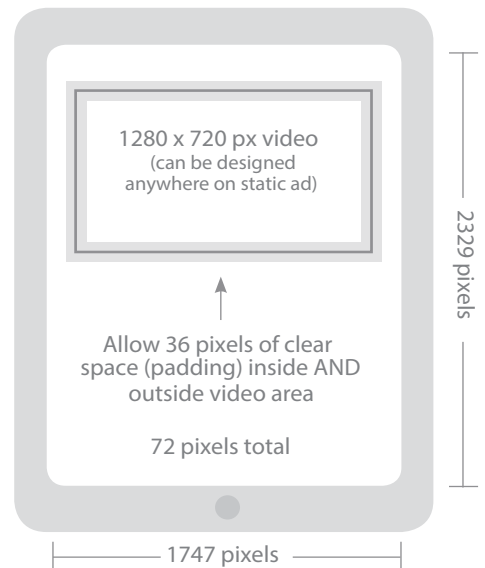 1280 x 720 px video
(can be designed
anywhere on static ad)
2329 pixels
Allow 36 pixels of clear
space (padding) inside AND
outside video area
72 pixels total
1747 pixels